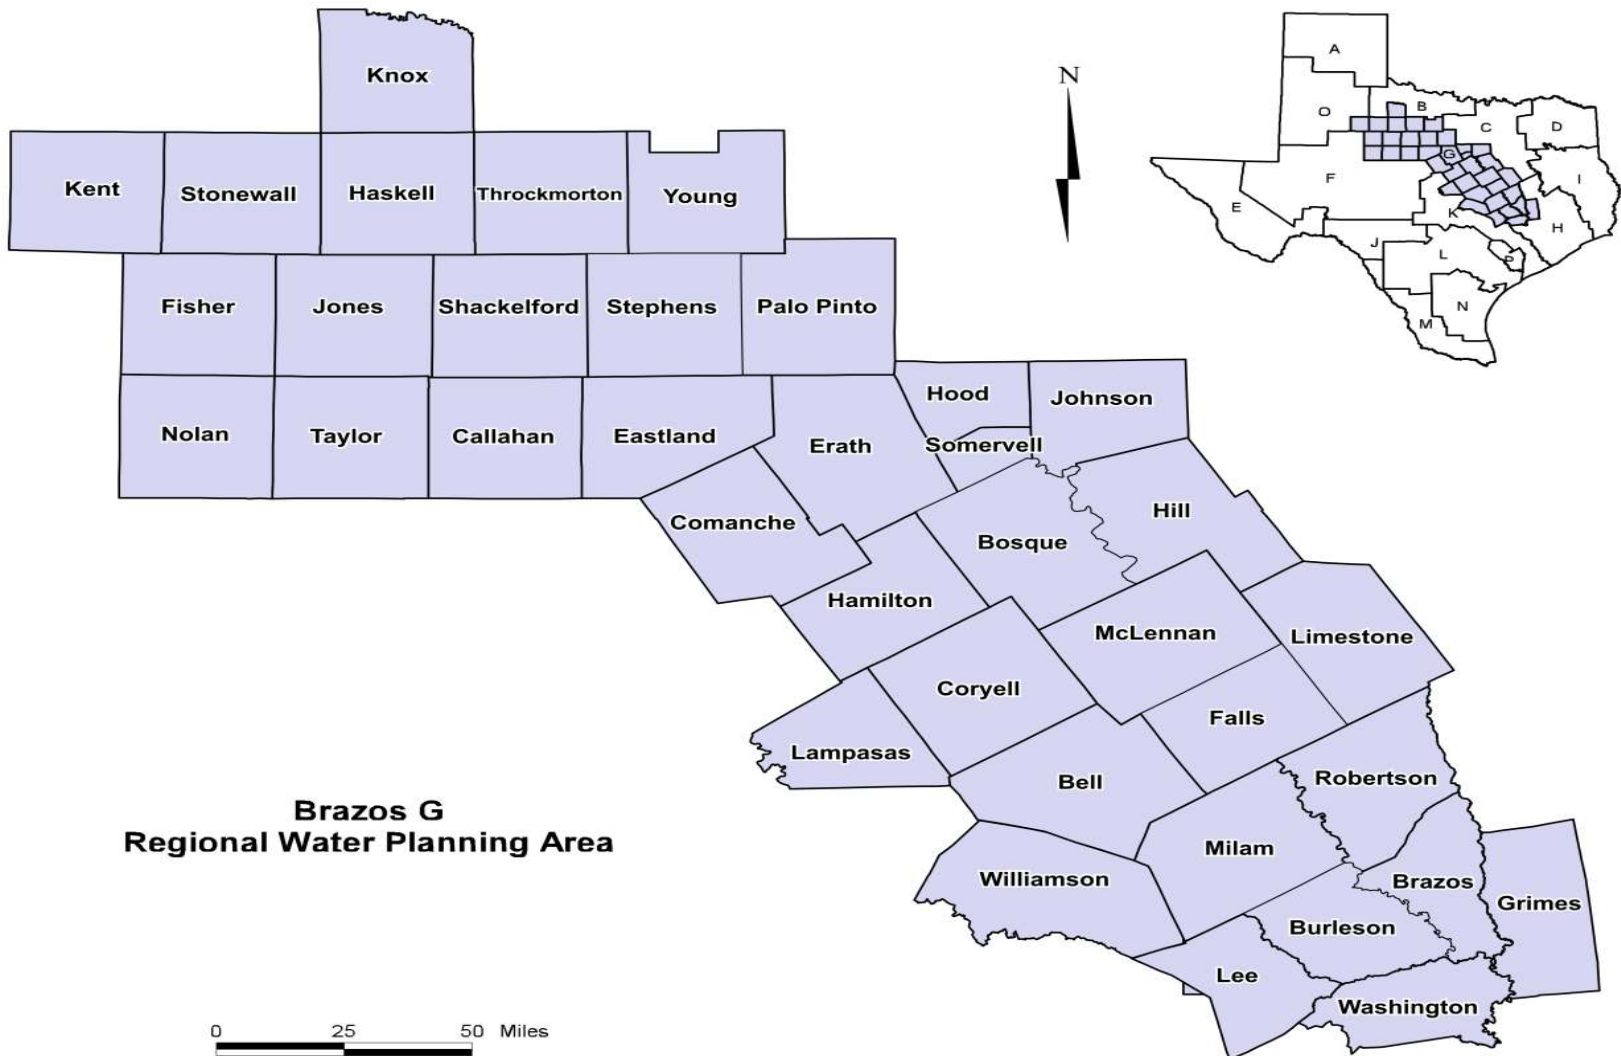 Knox
N
A
O
B
C
D
G
F
E
I
K
H
J
L
P
N
M
Kent
Stonewall
Haskell
Throckmorton
Young
Fisher
Jones
Shackelford
Stephens
Palo Pinto
Hood
Johnson
Nolan
Taylor
Callahan
Eastland
Erath
Somervell
Comanche
Bosque
Hill
Hamilton
McLennan
Limestone
Coryell
Falls
Lampasas
Bell
Robertson
Brazos G
Regional Water Planning Area
Milam
Williamson
Brazos
Grimes
Burleson
Lee
Washington
0 25 50 Miles